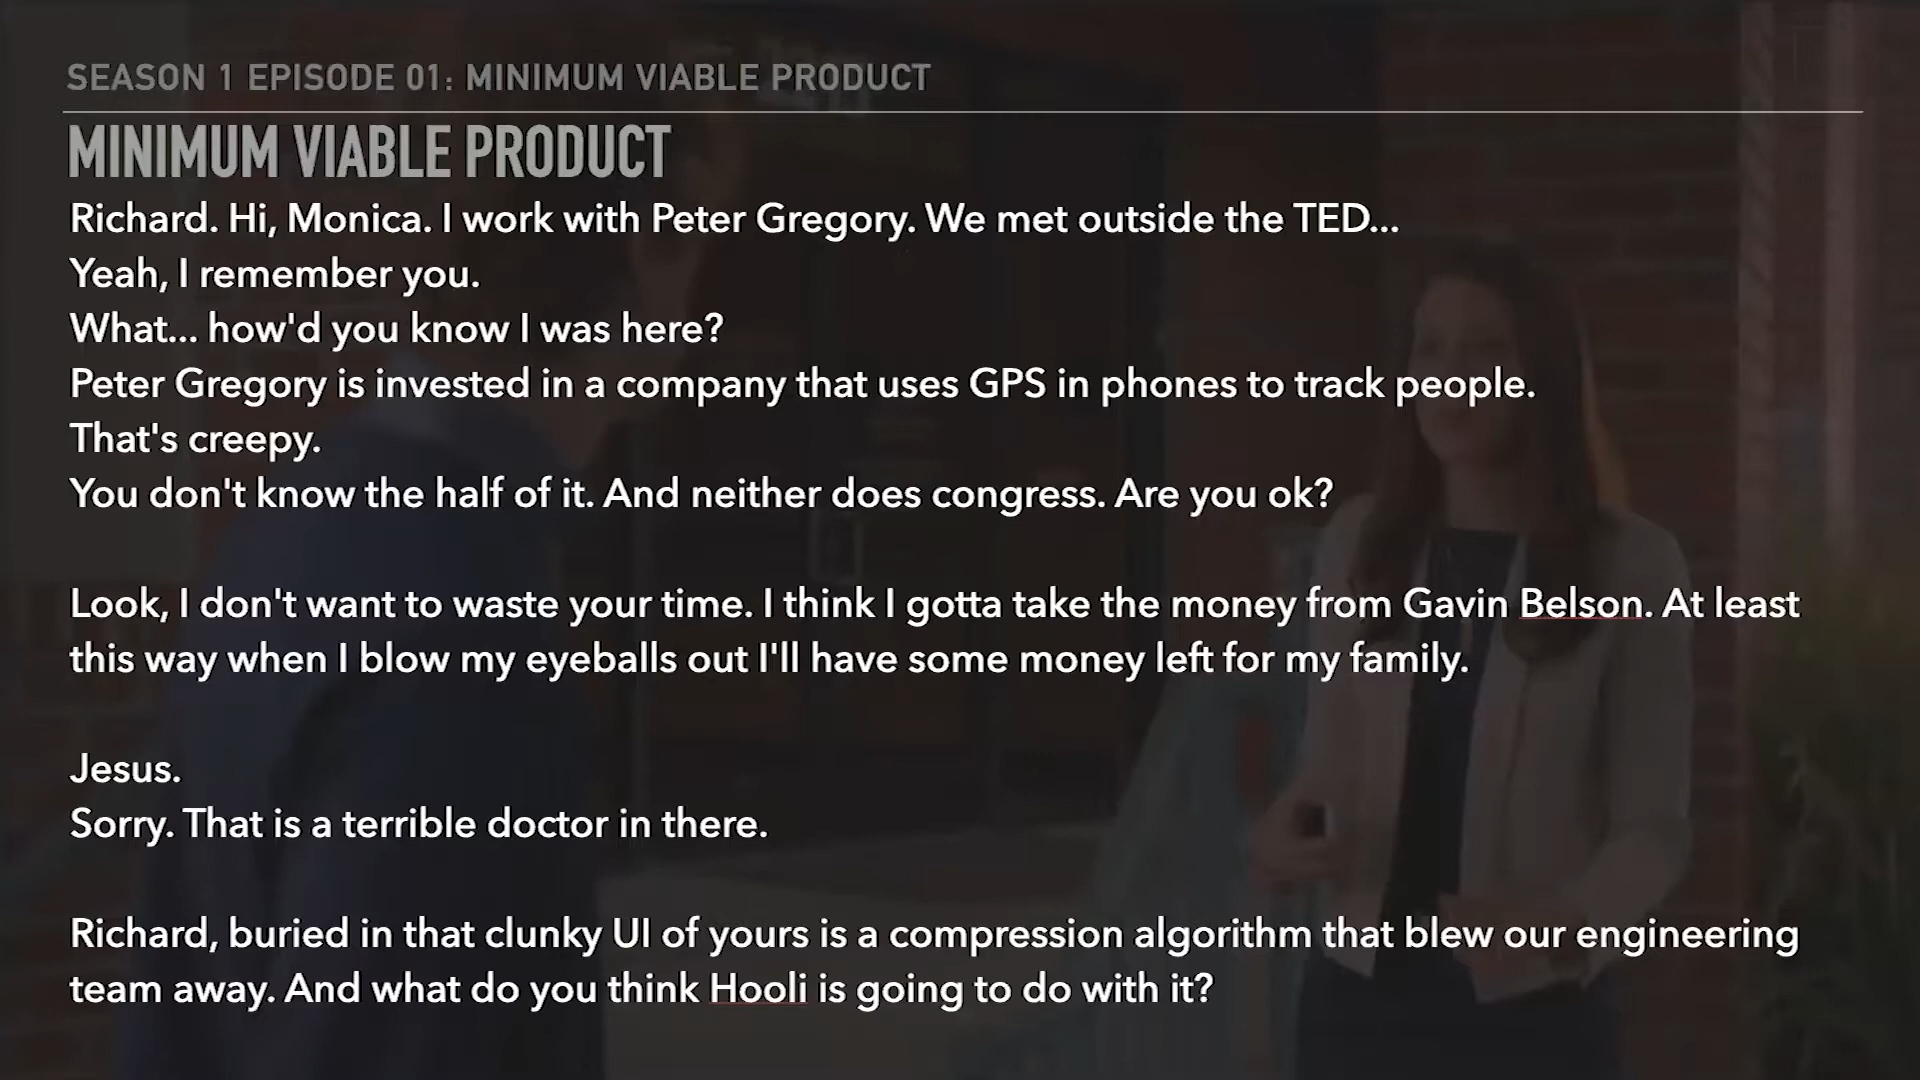 SEASON 1 EPISODE 01: MINIMUM VIABLE PRODUCT
MINIMUM VIABLE PRODUCT
Richard. Hi, Monica. I work with Peter Gregory. We met outside the TED...
Yeah, I remember you.
What... how'd you know I was here?
Peter Gregory is invested in a company that uses GPS in phones to track people.
That's creepy.
You don't know the half of it. And neither does congress. Are you ok?
Look, I don't want to waste your time. I think I gotta take the money from Gavin Belson. At least
this way when I blow my eyeballs out I'll have some money left for my family.
Jesus.
Sorry. That is a terrible doctor in there.
Richard, buried in that clunky UI of yours is a compression algorithm that blew our engineering
team away. And what do you think Hooli is going to do with it?